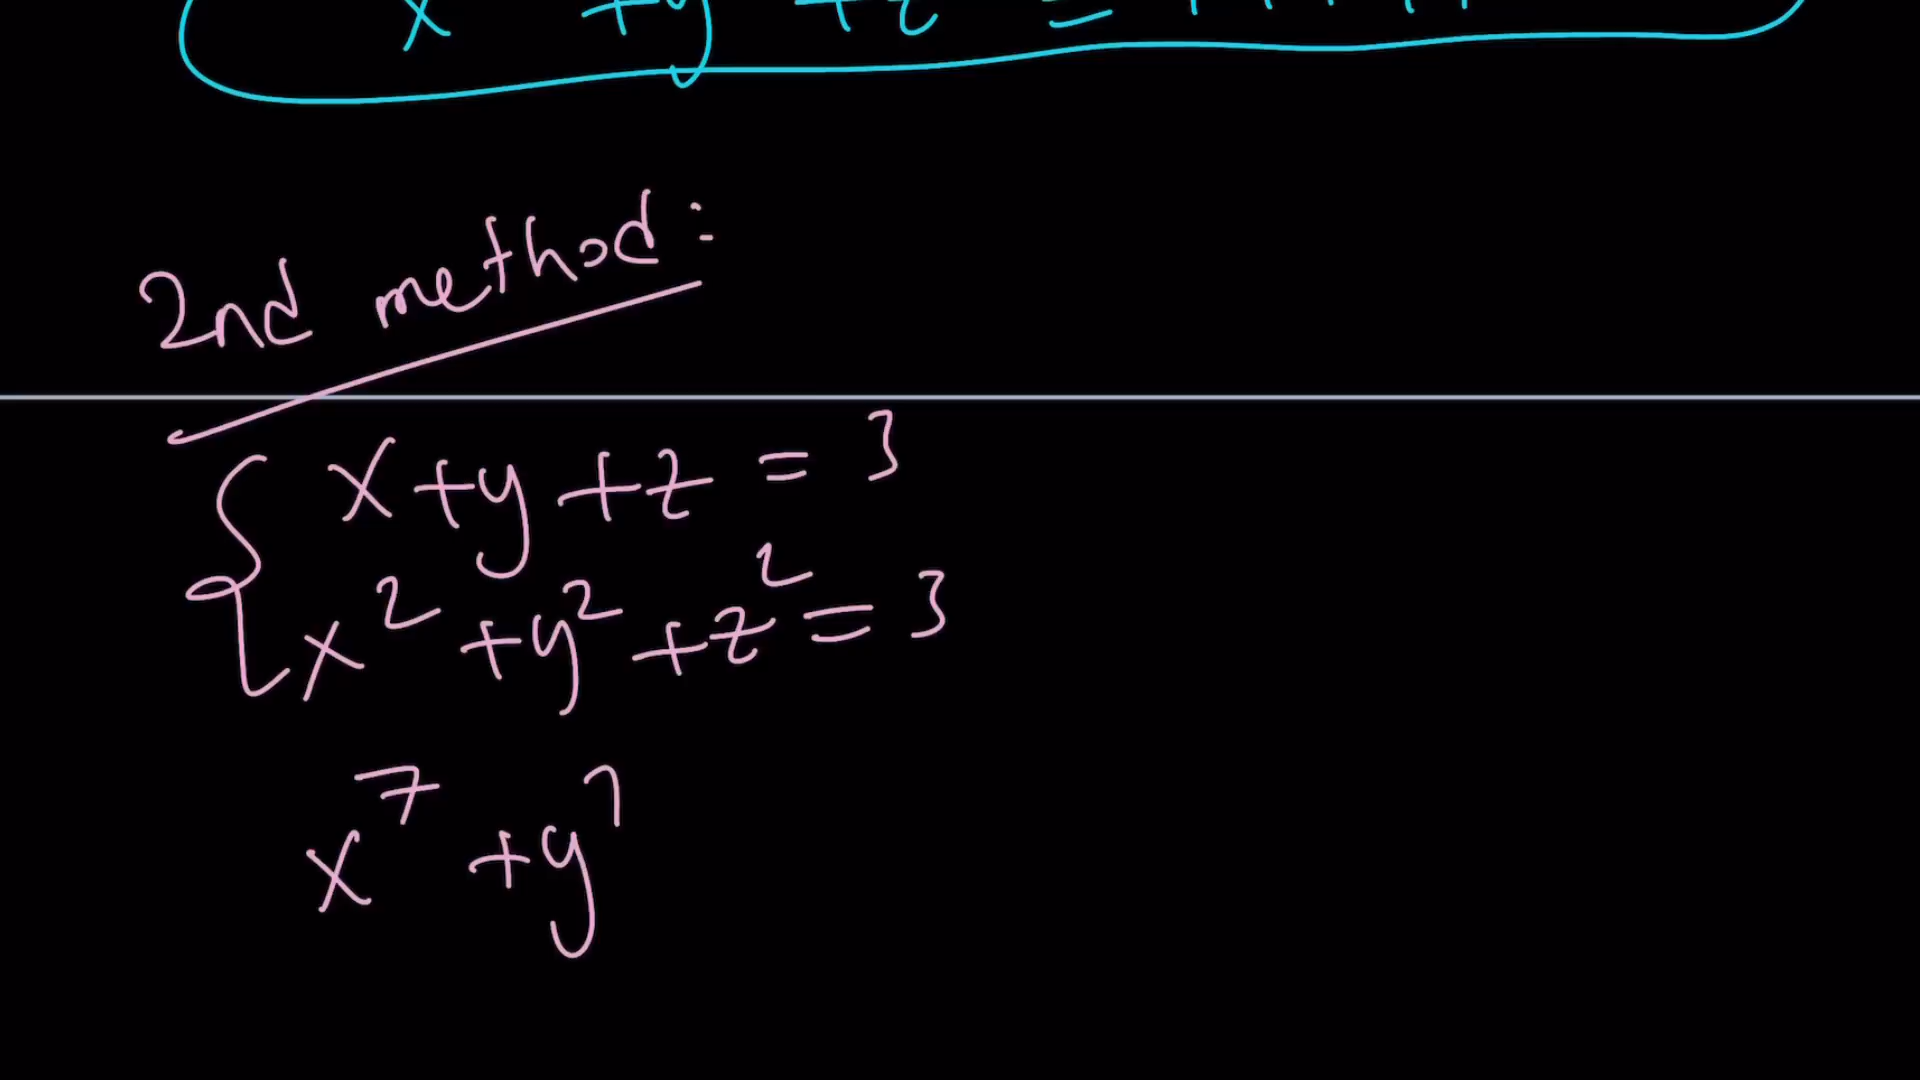 x + y + z =
2nd method:
x + y + z = 3
x² + y² + z² = 3
x⁷ + y⁷